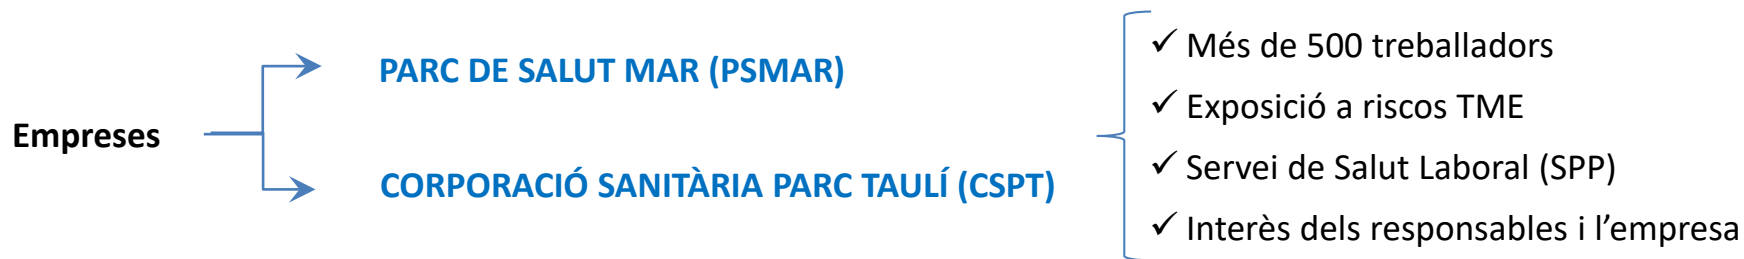 Empreses
PARC DE SALUT MAR (PSMAR)
CORPORACIÓ SANITÀRIA PARC TAULÍ (CSPT)
✓ Més de 500 treballadors
✓ Exposició a riscos TME
✓ Servei de Salut Laboral (SPP)
✓ Interès dels responsables i l’empresa